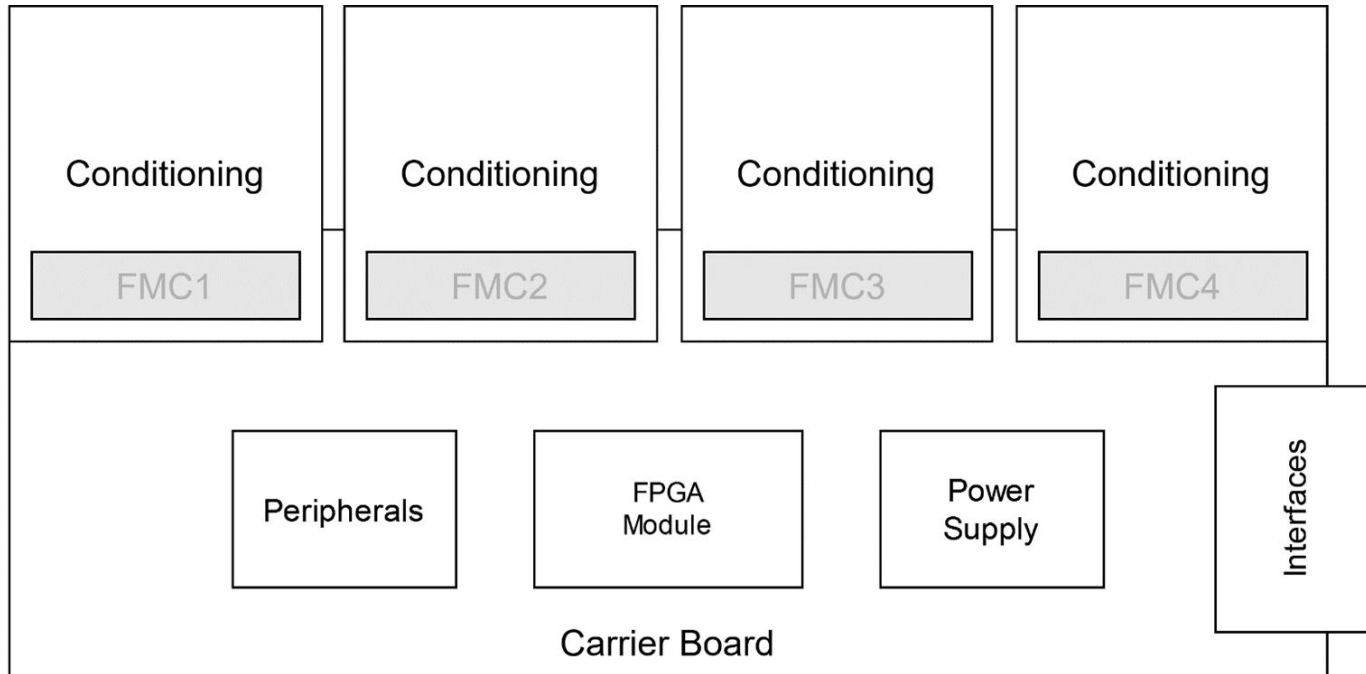 Conditioning
Conditioning
Conditioning
Conditioning
FMC1
FMC2
FMC3
FMC4
Peripherals
FPGA
Module
Power
Supply
Interfaces
Carrier Board